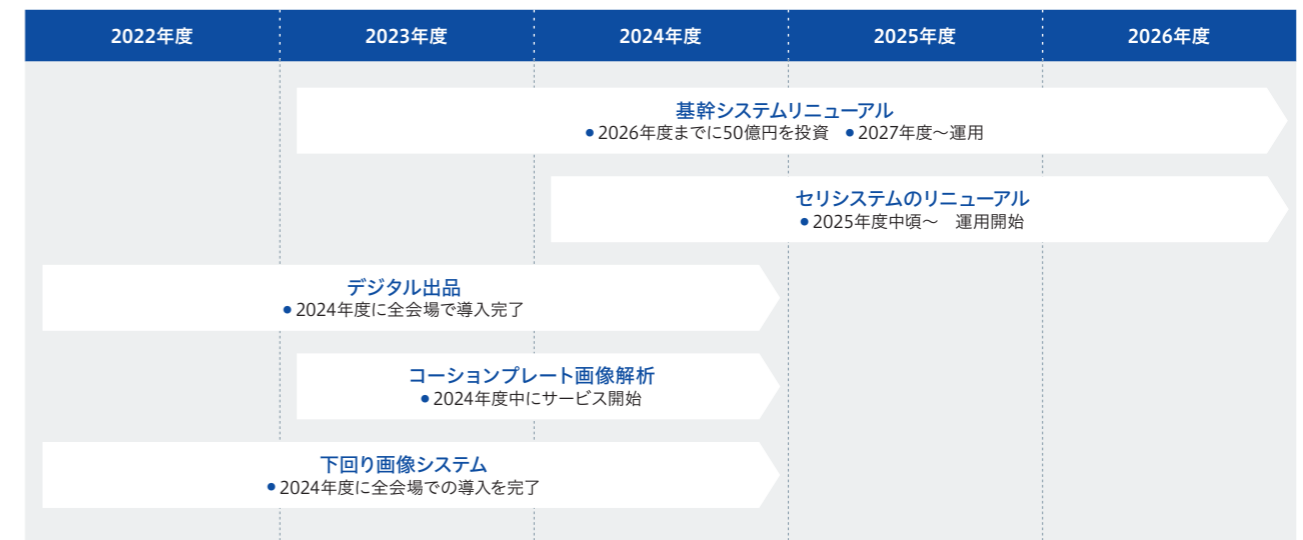 2022年度 2023年度 2024年度 2025年度 2026年度
基幹システムリニューアル
●2026年度までに50億円を投資　●2027年度～運用
セリシステムのリニューアル
●2025年度中頃～　運用開始
デジタル出品
●2024年度に全会場で導入完了
コーションプレート画像解析
●2024年度中にサービス開始
下回り画像システム
●2024年度に全会場での導入を完了